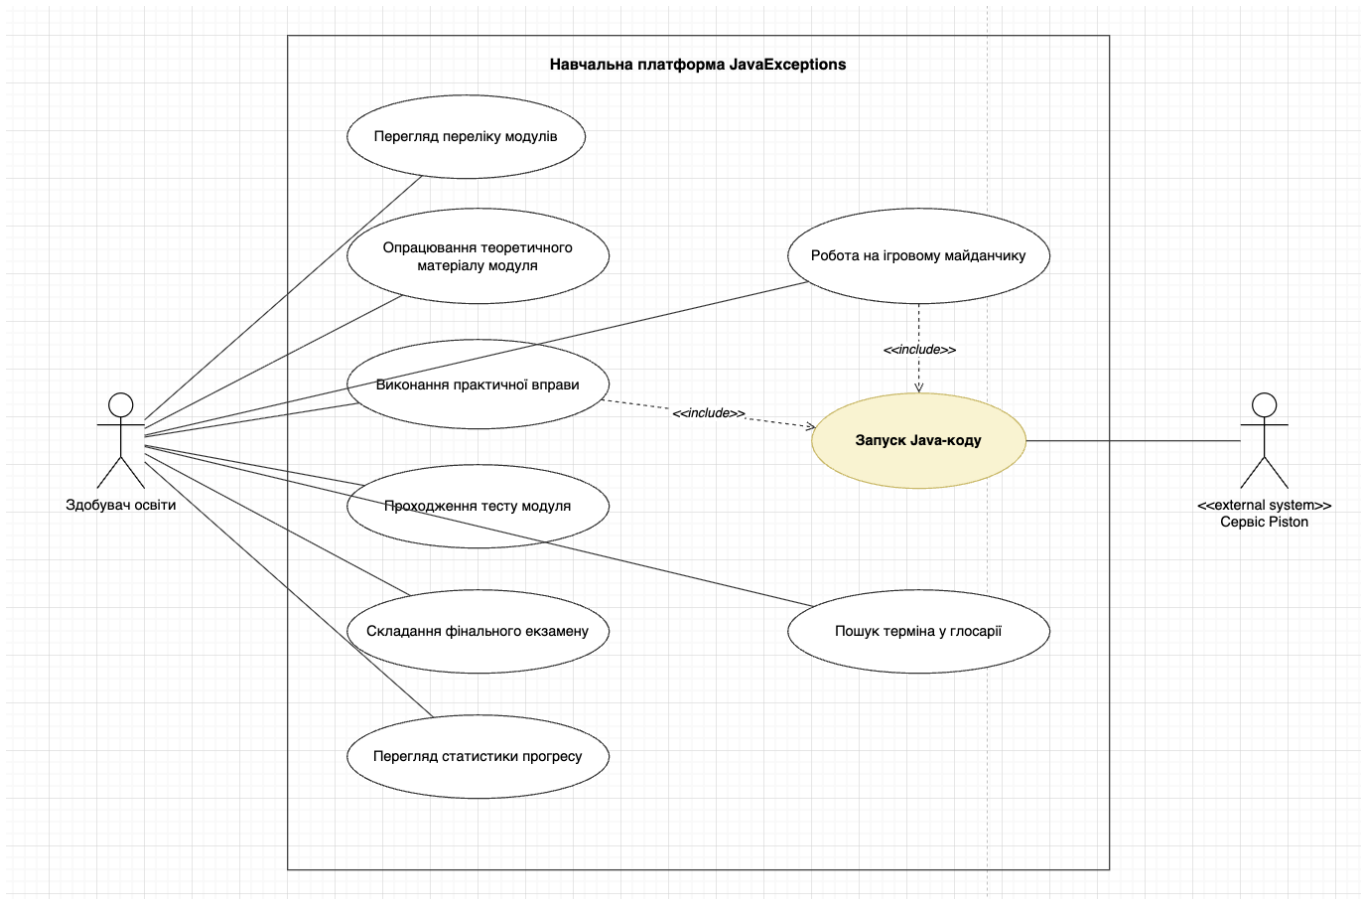 Навчальна платформа JavaExceptions
Перегляд переліку модулів
Опрацювання теоретичного
матеріалу модуля
Робота на ігровому майданчику
<<include>>
Виконання практичної вправи
<<include>>
Запуск Java-коду
Здобувач освіти
<<external system>>
Сервіс Piston
Проходження тесту модуля
Складання фінального екзамену
Пошук терміна у глосарії
Перегляд статистики прогресу